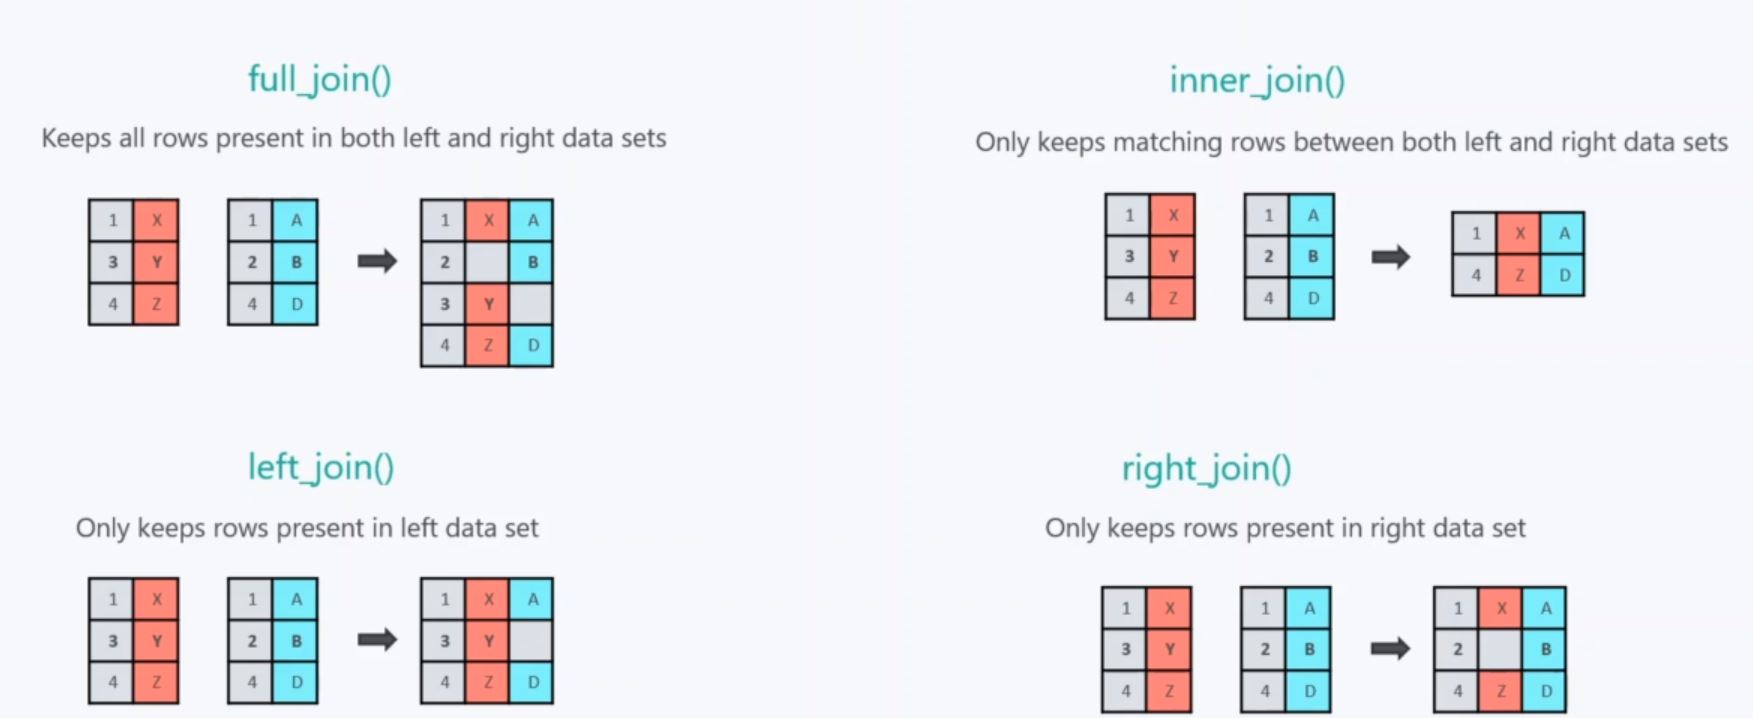 full_join()
Keeps all rows present in both left and right data sets
1 X 1 A 1 X A
3 Y 2 B 2 B
4 Z 4 D 3 Y
4 Z D
inner_join()
Only keeps matching rows between both left and right data sets
1 X 1 A 1 X A
3 Y 2 B 4 Z D
4 Z 4 D
left_join()
Only keeps rows present in left data set
1 X 1 A 1 X A
3 Y 2 B 3 Y
4 Z 4 D 4 Z D
right_join()
Only keeps rows present in right data set
1 X 1 A 1 X A
3 Y 2 B 2 B
4 Z 4 D 4 Z D